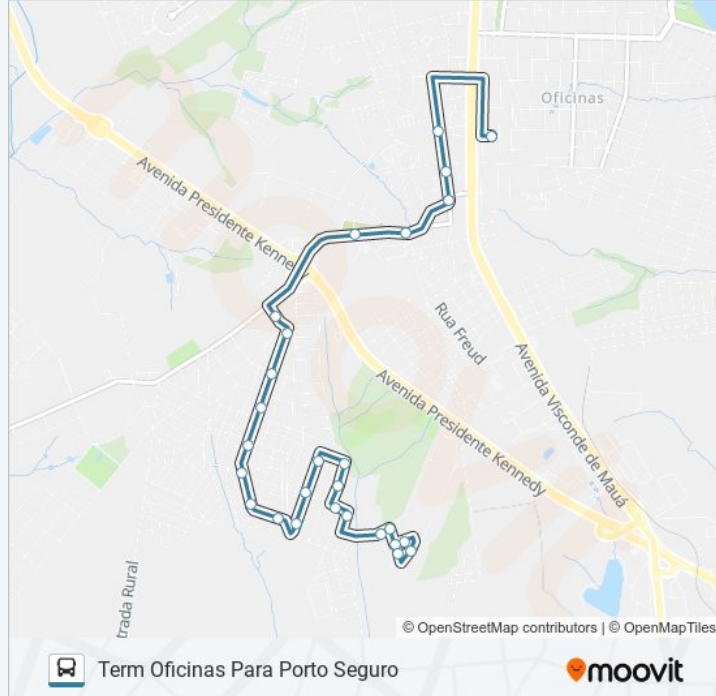 Oficinas
Avenida Presidente Kennedy
Rua Freud
Avenida Visconde de Mauá
Avenida Presidente Kennedy
trada Rural
© OpenStreetMap contributors | © OpenMapTiles
Term Oficinas Para Porto Seguro
moovit